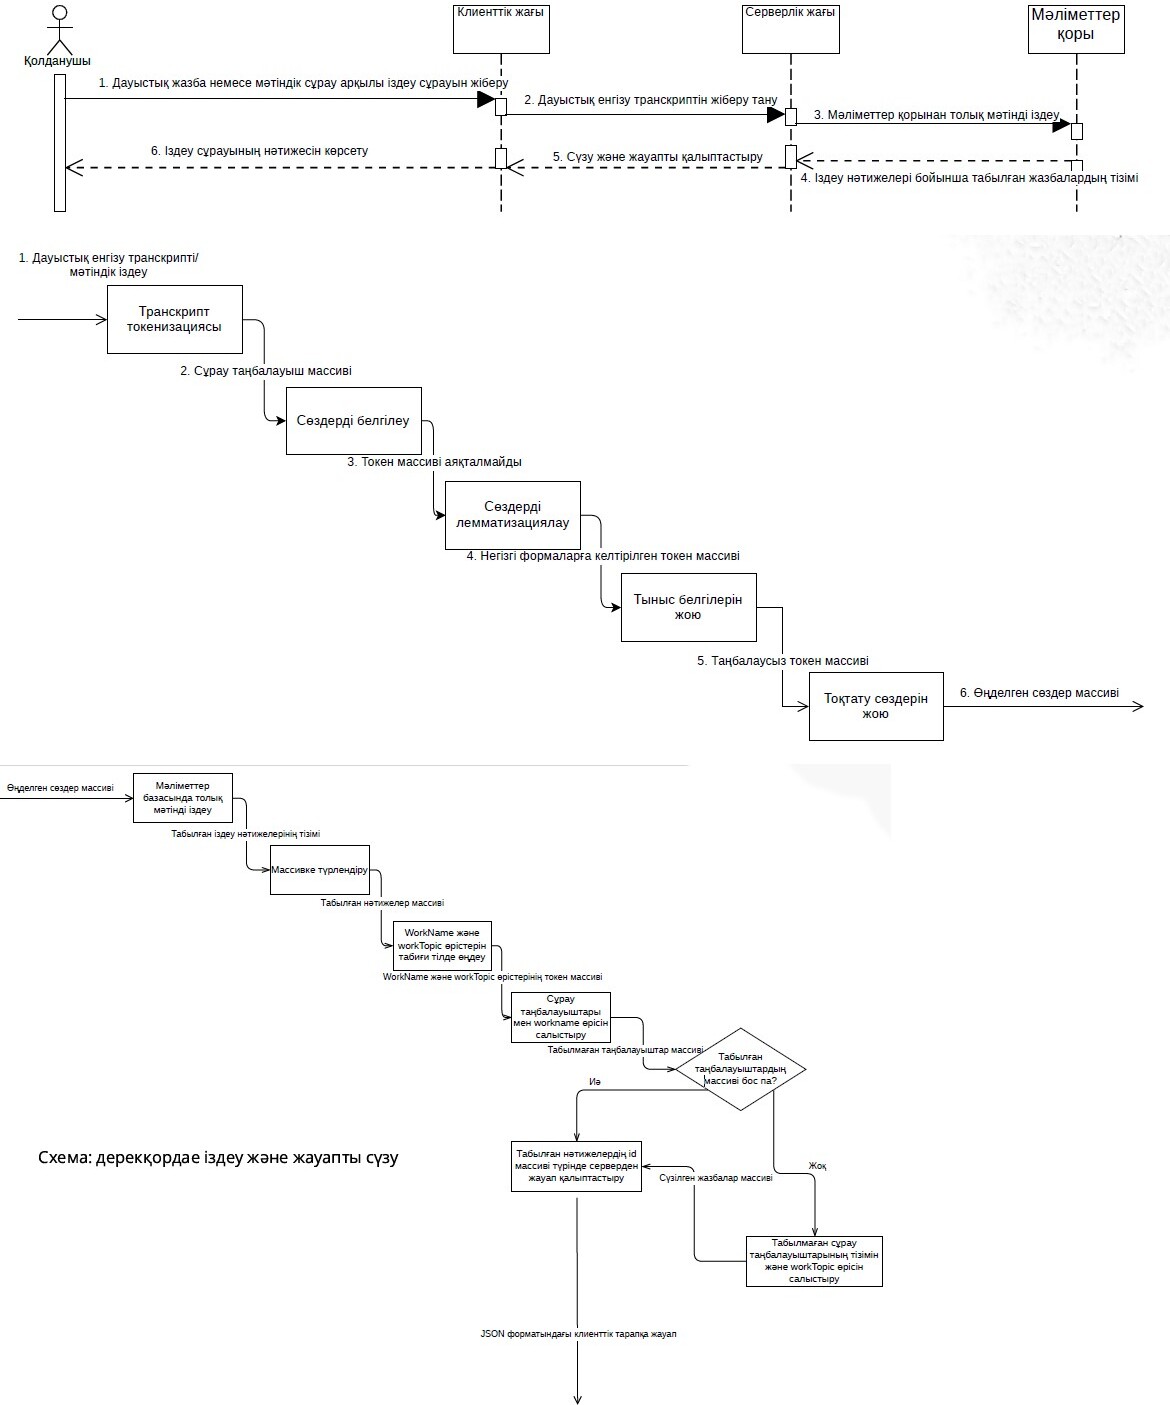 Қолданушы
Клиенттік жағы
Серверлік жағы
Мәліметтер
қоры
1. Дауыстық жазба немесе мәтіндік сұрау арқылы іздеу сұрауын жіберу
2. Дауыстық енгізу транскриптін жіберу тану
3. Мәліметтер қорынан толық мәтінді іздеу
6. Іздеу сұрауының нәтижесін көрсету
5. Сүзу және жауапты қалыптастыру
4. Іздеу нәтижелері бойынша табылған жазбалардың тізімі
1. Дауыстық енгізу транскрипті/
мәтіндік іздеу
Транскрипт
токенизациясы
2. Сұрау таңбалауыш массиві
Сөздерді белгілеу
3. Токен массиві аяқталмайды
Сөздерді
лемматизациялау
4. Негізгі формаларға келтірілген токен массиві
Тыныс белгілерін
жою
5. Таңбалаусыз токен массиві
Тоқтату сөздерін
жою
6. Өңделген сөздер массиві
Өңделген сөздер массиві
Мәліметтер
базасында толық
мәтінді іздеу
Табылған іздеу нәтижелерінің тізімі
Массивке түрлендіру
Табылған нәтижелер массиві
WorkName және
workTopic өрістерін
табиғи тілде өңдеу
WorkName және workTopic өрістерінің токен массиві
Сұрау
таңбалауыштары
мен workname өрісін
салыстыру
Табылмаған таңбалауыштар массиві
Табылған
таңбалауыштардың
массиві бос па?
Иә
Жоқ
Табылған нәтижелердің id
массиві түрінде серверден
жауап қалыптастыру
Сүзілген жазбалар массиві
Схема: дерекқордае іздеу және жауапты сүзу
Табылмаған сұрау
таңбалауыштарының тізімін
және workTopic өрісін
салыстыру
JSON форматындағы клиенттік тарапқа жауап